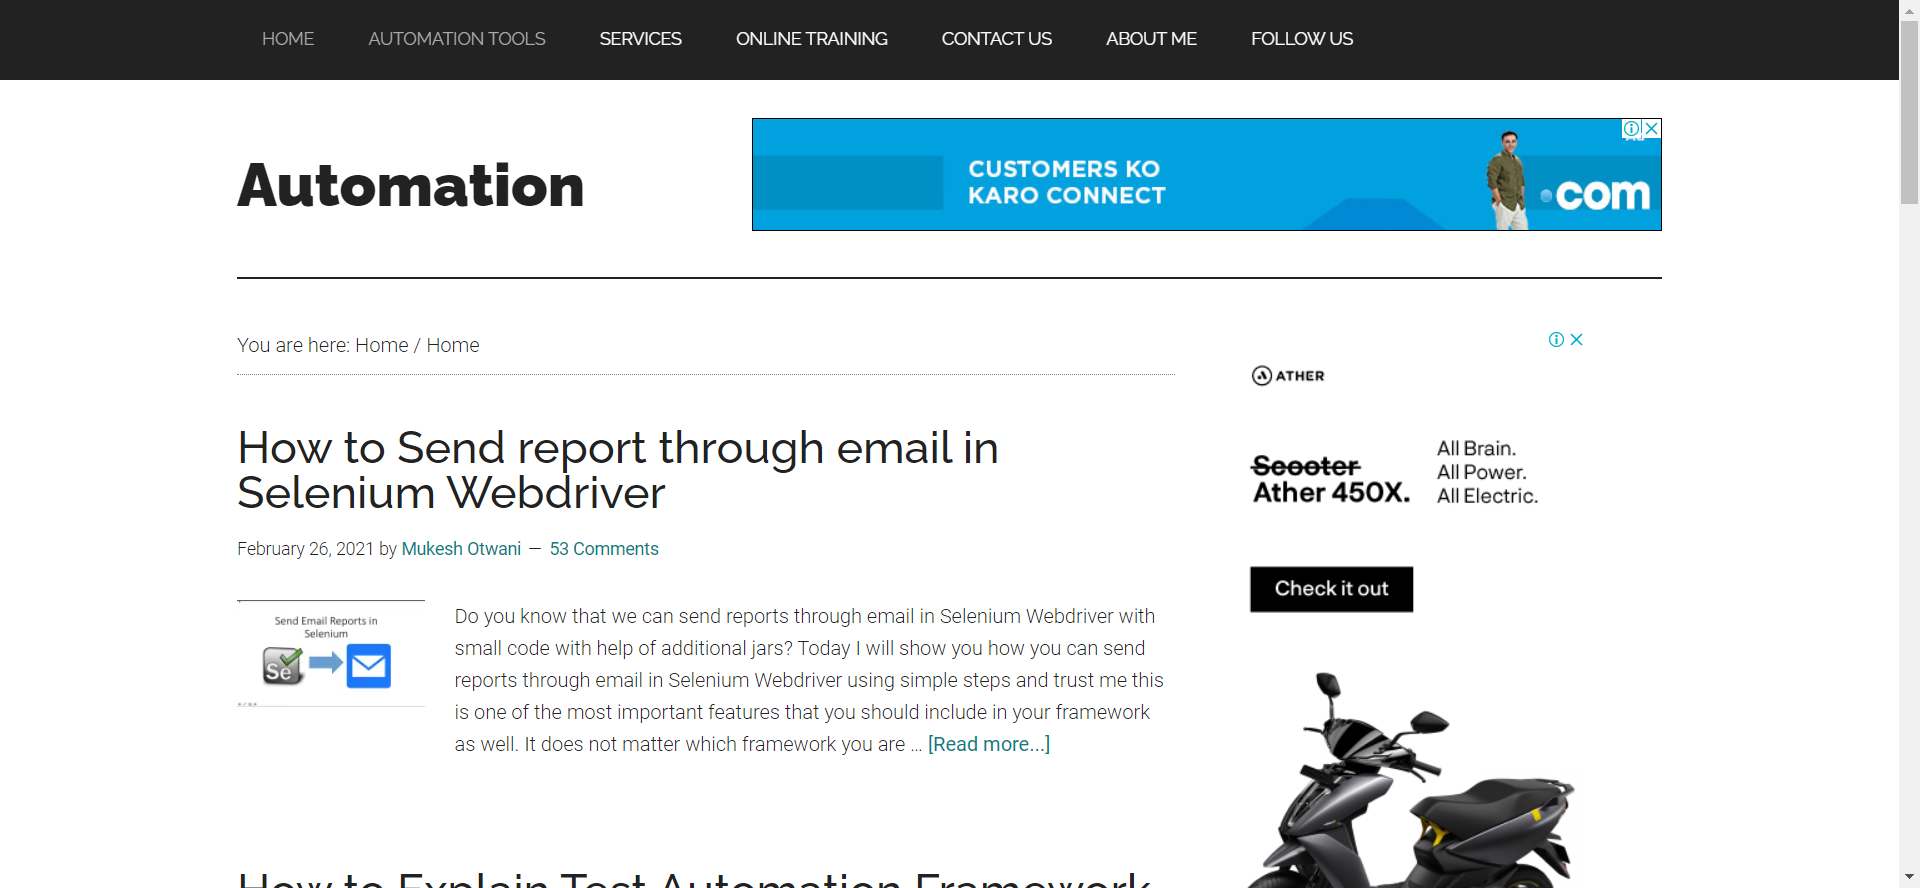 HOME AUTOMATION TOOLS SERVICES ONLINE TRAINING CONTACT US ABOUT ME FOLLOW US
Automation
CUSTOMERS KO
KARO CONNECT
.com
You are here: Home / Home
How to Send report through email in
Selenium Webdriver
February 26, 2021 by Mukesh Otwani — 53 Comments
Send Email Reports in
Selenium
Se
Do you know that we can send reports through email in Selenium Webdriver with
small code with help of additional jars? Today I will show you how you can send
reports through email in Selenium Webdriver using simple steps and trust me this
is one of the most important features that you should include in your framework
as well. It does not matter which framework you are ... [Read more...]
How to Explain Test Automation Framework
ATHER
Scooter
Ather 450X.
All Brain.
All Power.
All Electric.
Check it out